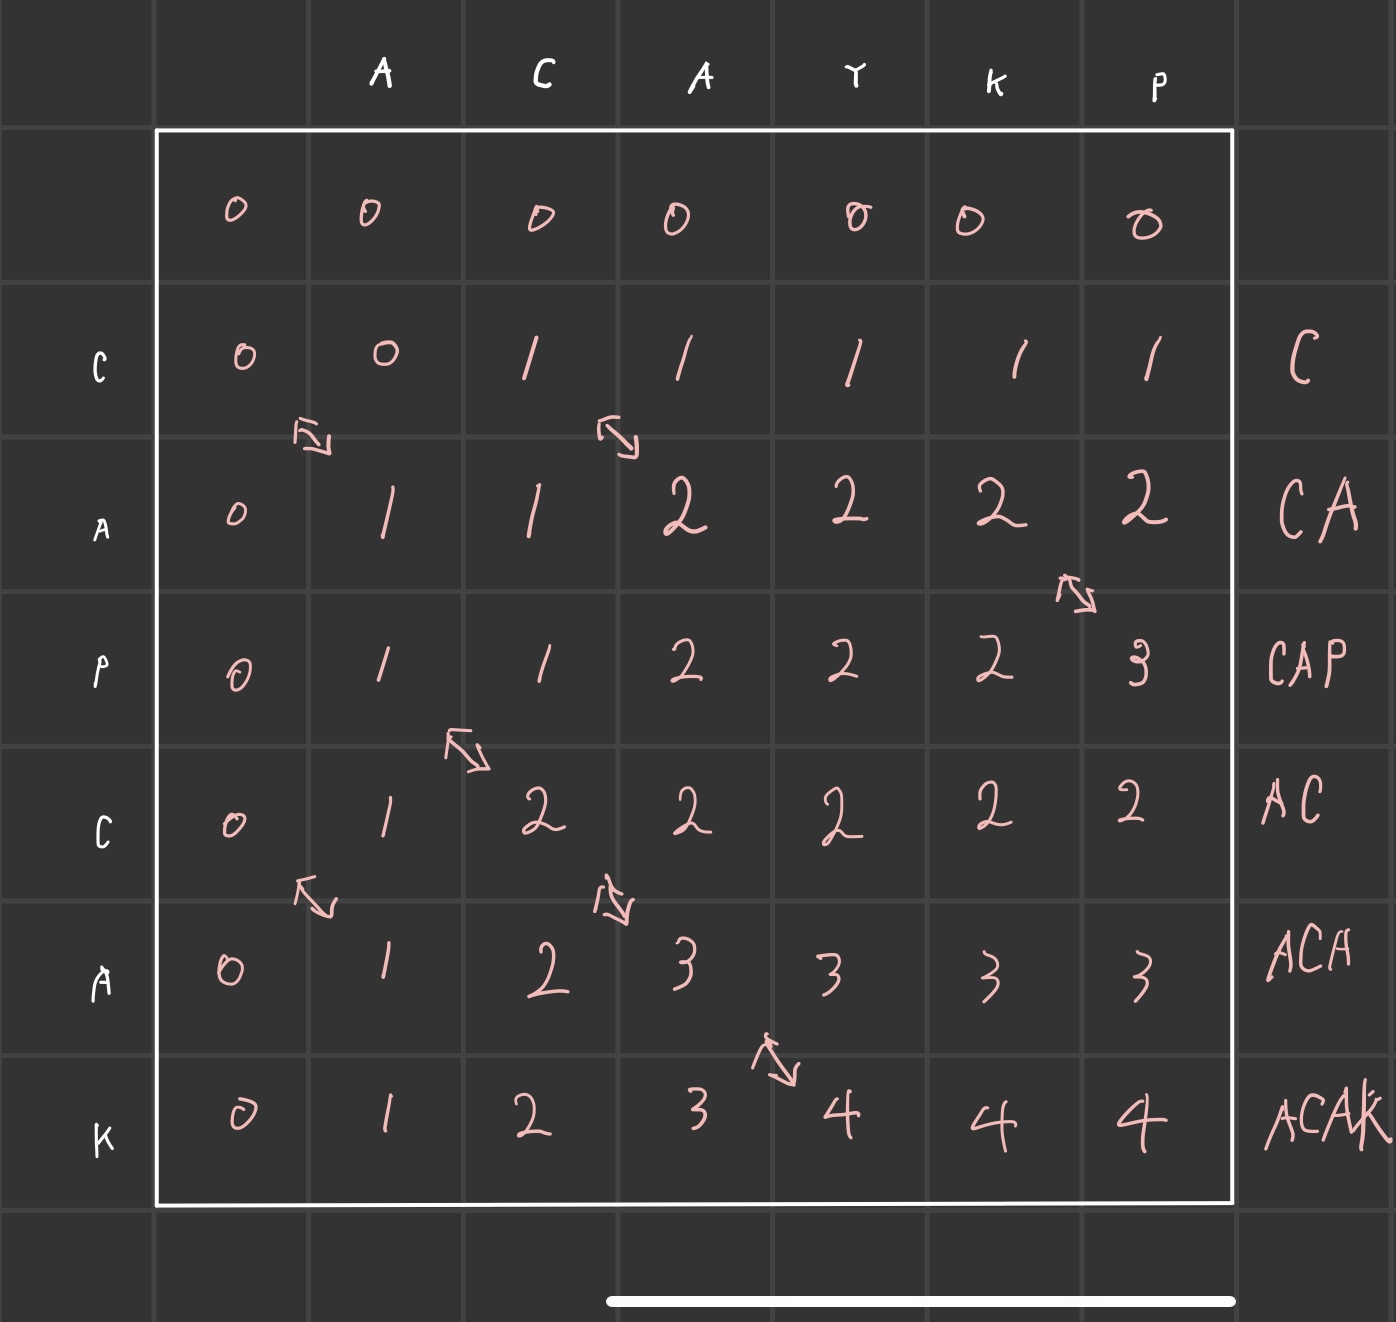 A C A Y K P
0 0 0 0 0 0 0
C 0 0 1 1 1 1 1 C
A 0 1 1 2 2 2 2 CA
P 0 1 1 2 2 2 3 CAP
C 0 1 2 2 2 2 2 AC
A 0 1 2 3 3 3 3 ACA
K 0 1 2 3 4 4 4 ACAK